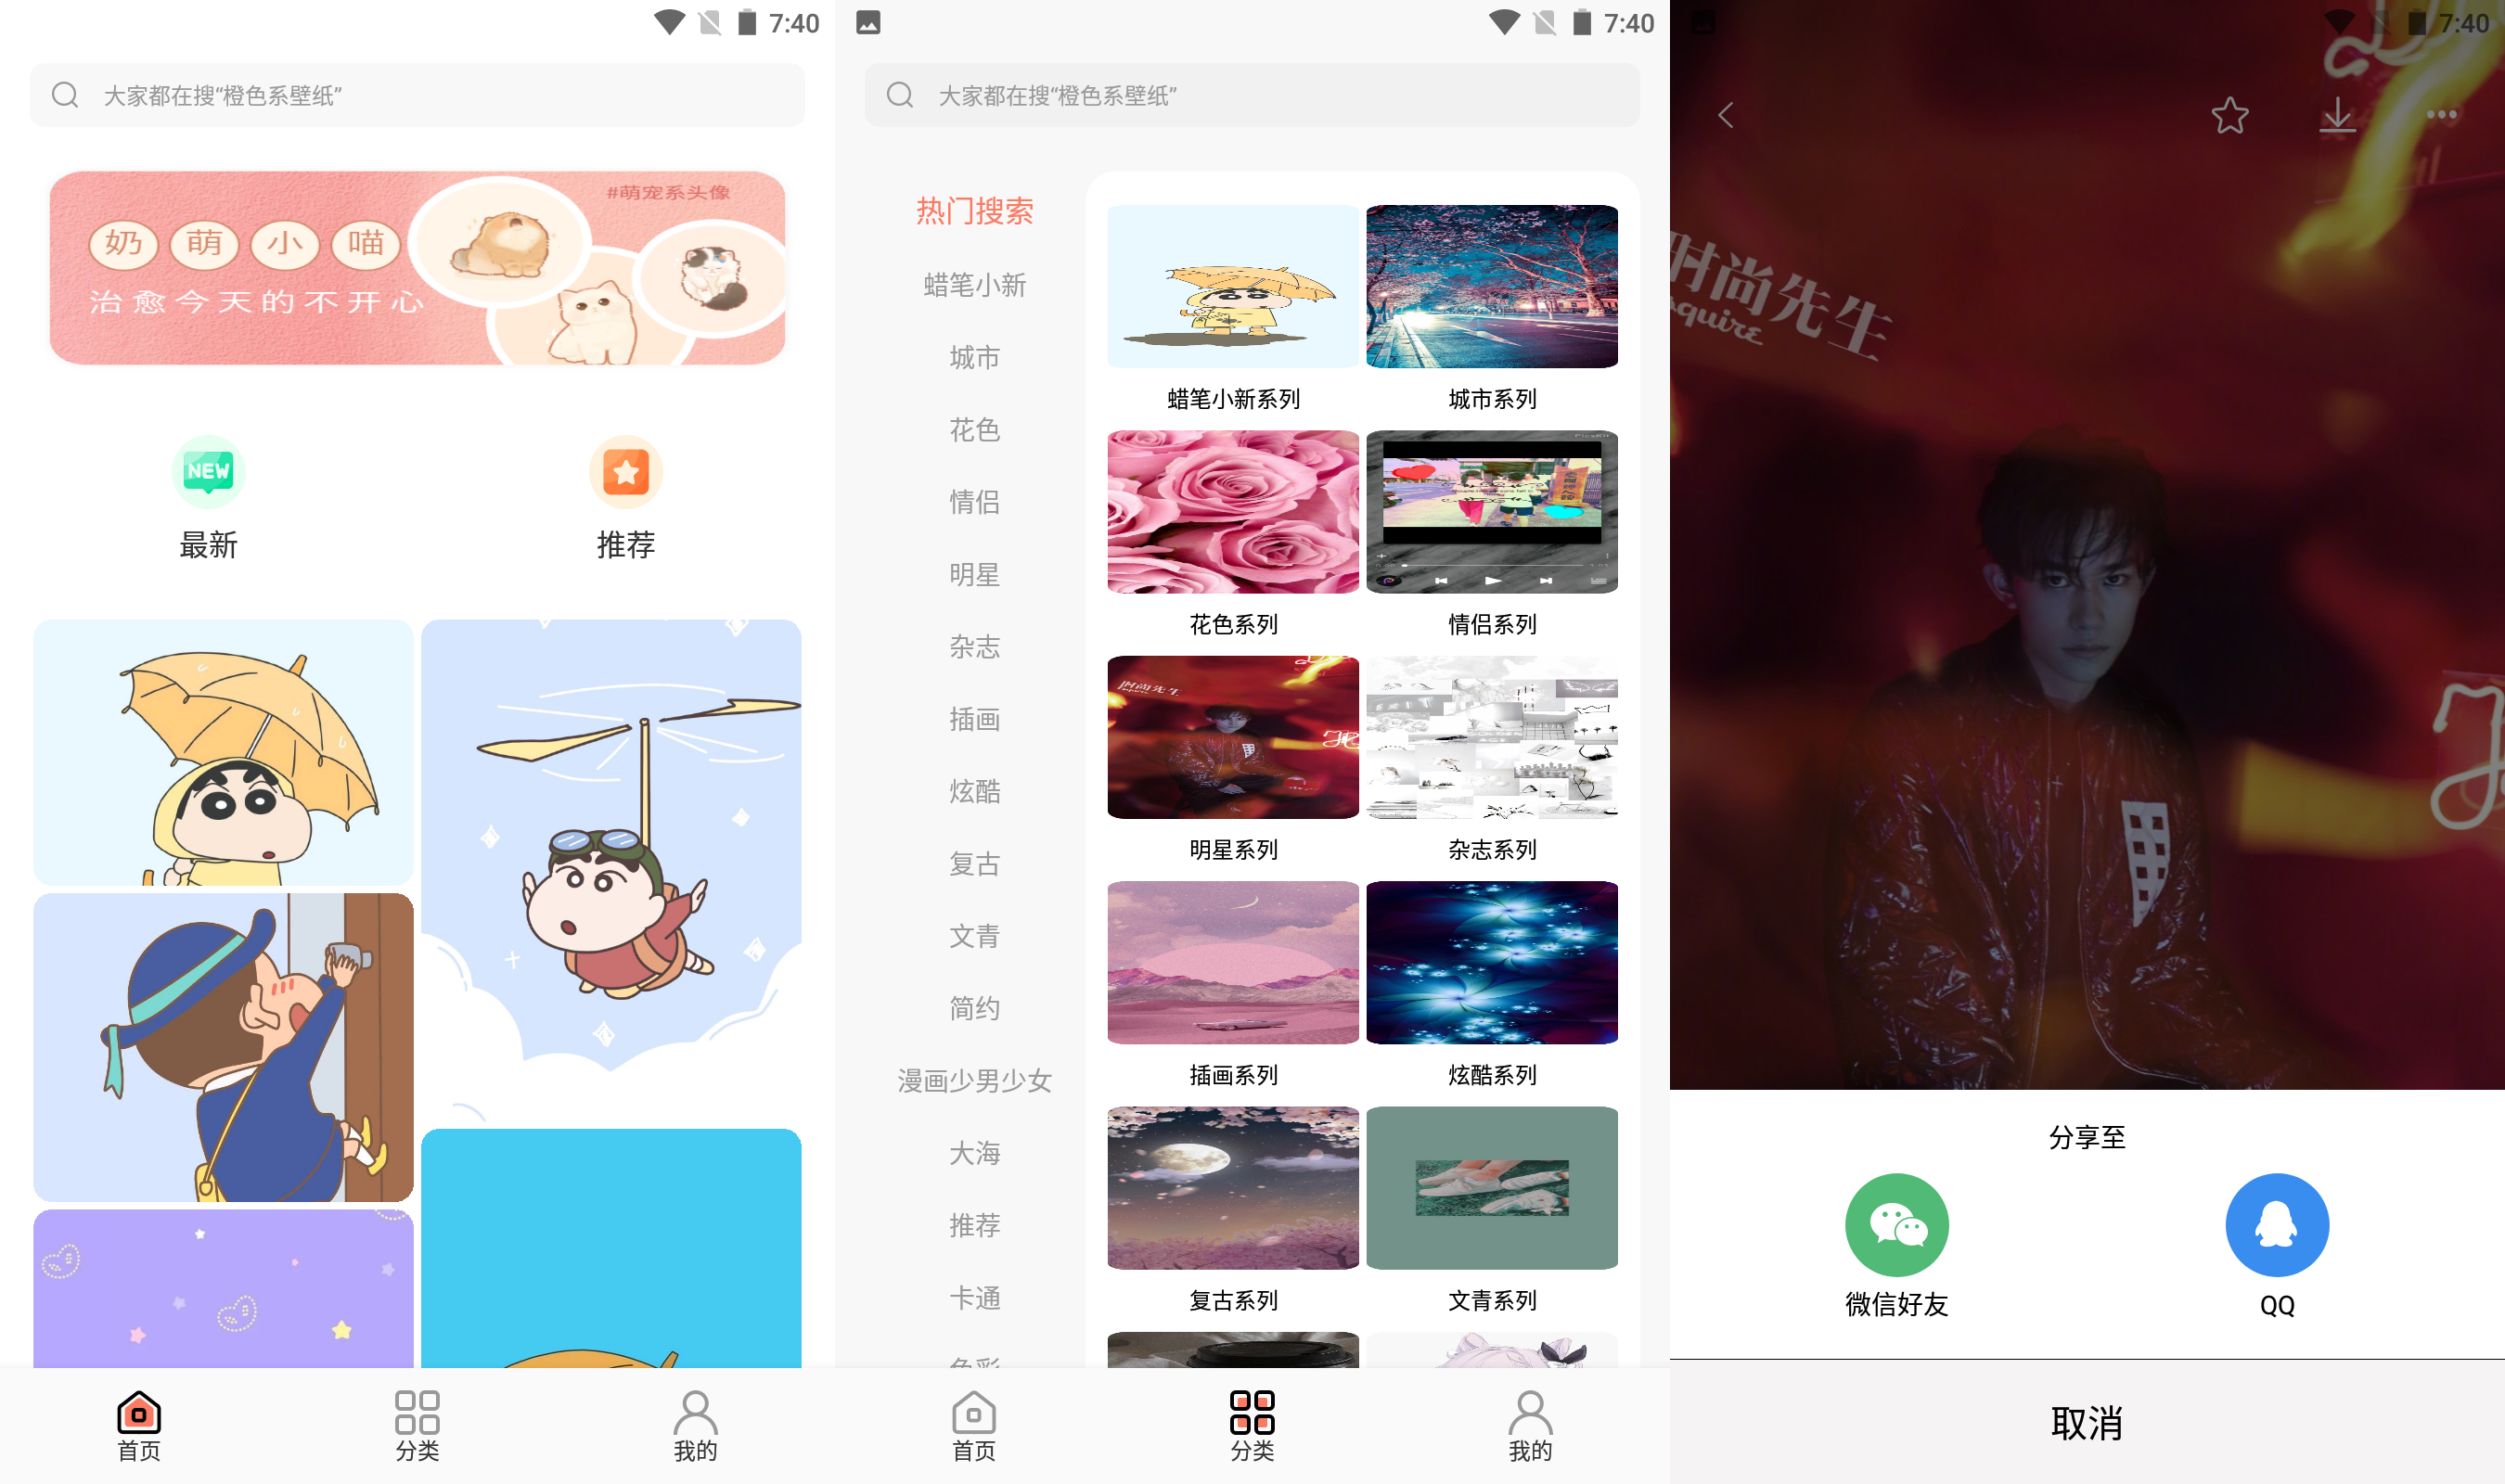 7:40
大家都在搜“橙色系壁纸”
#萌宠系头像
奶萌小喵
治愈今天的不开心
NEW
最新
推荐
首页
分类
我的
7:40
大家都在搜“橙色系壁纸”
热门搜索
蜡笔小新
城市
花色
情侣
明星
杂志
插画
炫酷
复古
文青
简约
漫画少男少女
大海
推荐
卡通
蜡笔小新系列
城市系列
花色系列
情侣系列
时尚先生
明星系列
杂志系列
插画系列
炫酷系列
复古系列
文青系列
首页
分类
我的
7:40
时尚先生
squire
分享至
微信好友
QQ
取消